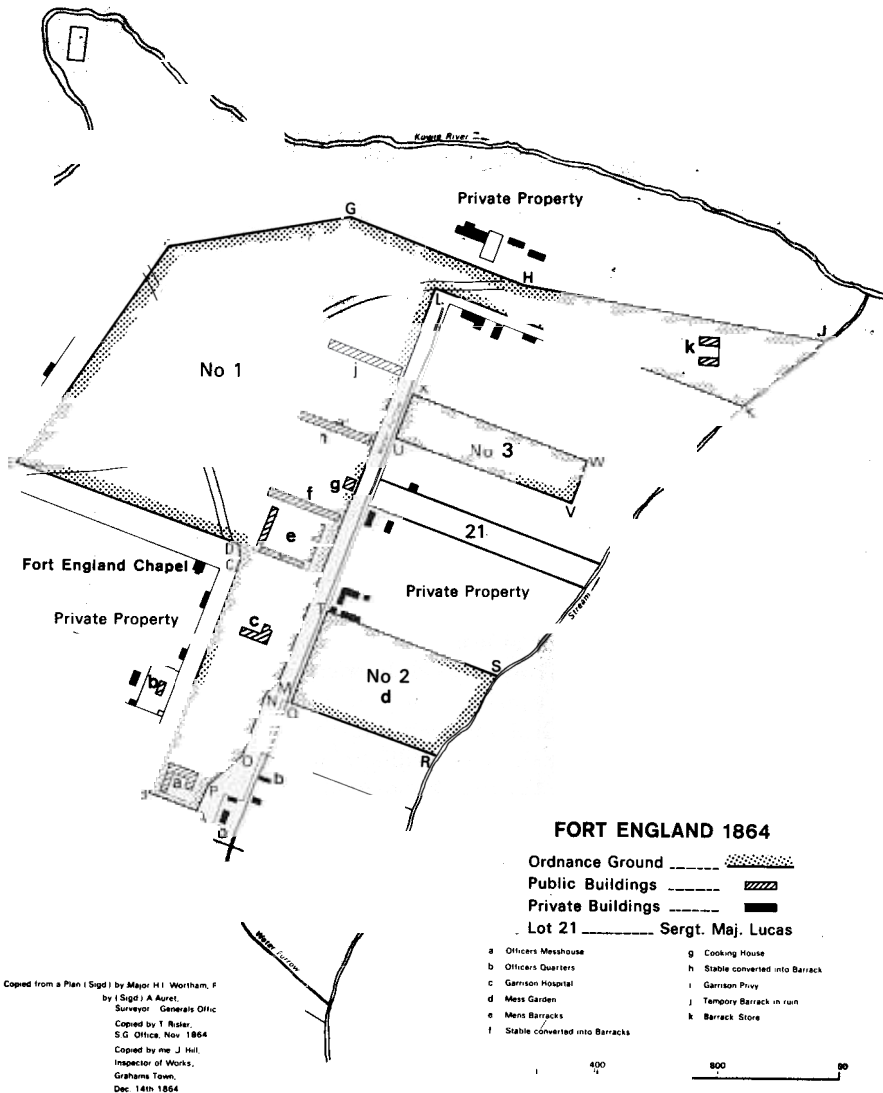 Kowie River
Private Property
G
H
L
J
k
No 1
j
X
K
No 3
W
U
V
g
f
21
e
D
C
Fort England Chapel
Private Property
Stream
Private Property
c
T
S
b
No 2
d
M
N
Q
R
O
a
P
b
B
FORT ENGLAND 1864
Ordnance Ground
Public Buildings
Private Buildings
Lot 21 Sergt. Maj. Lucas
a Officers Messhouse
b Officers Quarters
c Garrison Hospital
d Mess Garden
e Mens Barracks
f Stable converted into Barracks
g Cooking House
h Stable converted into Barrack
i Garrison Privy
j Tempory Barrack in ruin
k Barrack Store
Water Furrow
Copied from a Plan (Sigd) by Major H I Wortham, F
by (Sigd) A Auret,
Surveyor Generals Offic
Copied by T Risler,
S.G Office, Nov 1864
Copied by me J Hill,
Inspector of Works,
Grahams Town,
Dec. 14th 1864
400
800